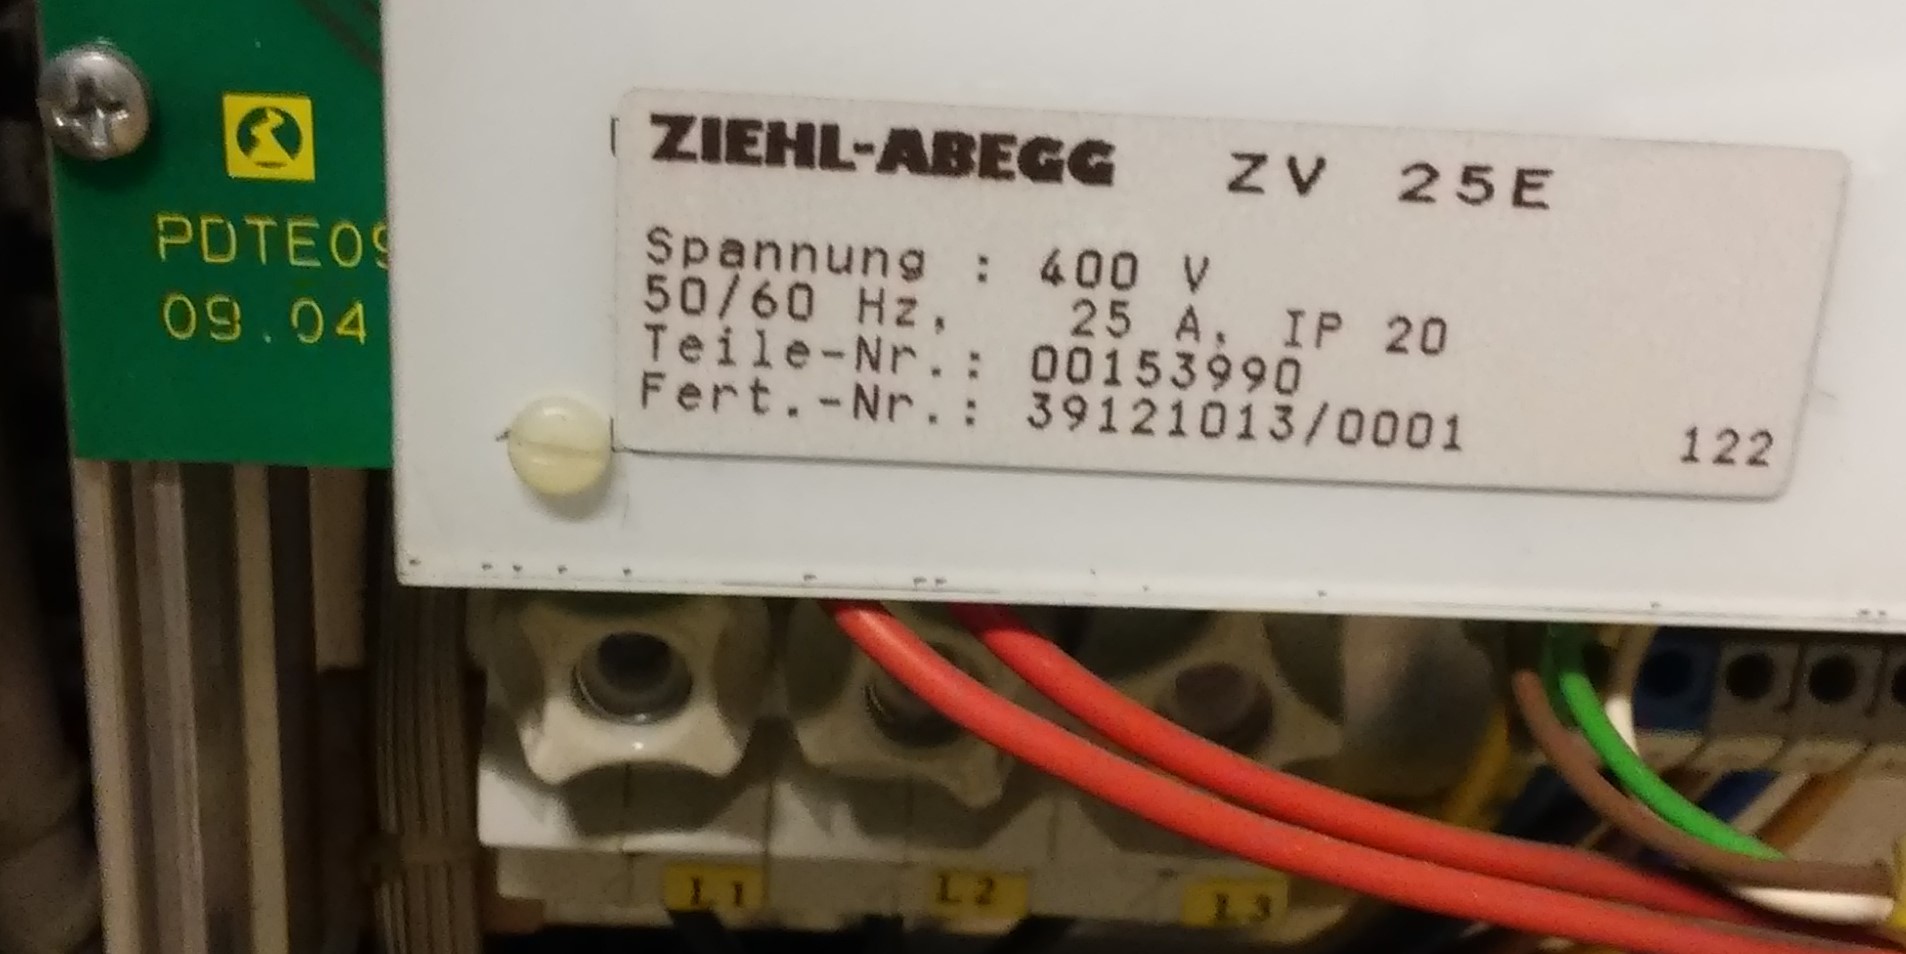 ZIEHL-ABEGG ZV 25E
Spannung : 400 V
50/60 Hz, 25 A, IP 20
Teile-Nr.: 00153990
Fert.-Nr.: 39121013/0001 122
PDTE09
09.04
L1 L2 L3